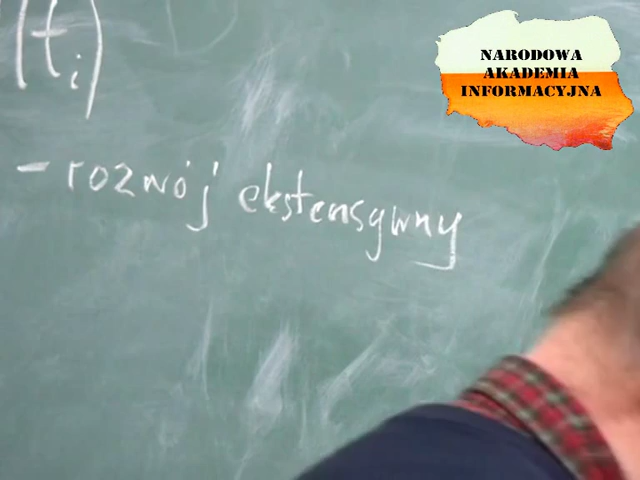 (ti)
- rozwój ekstensywny
NARODOWA
AKADEMIA
INFORMACYJNA